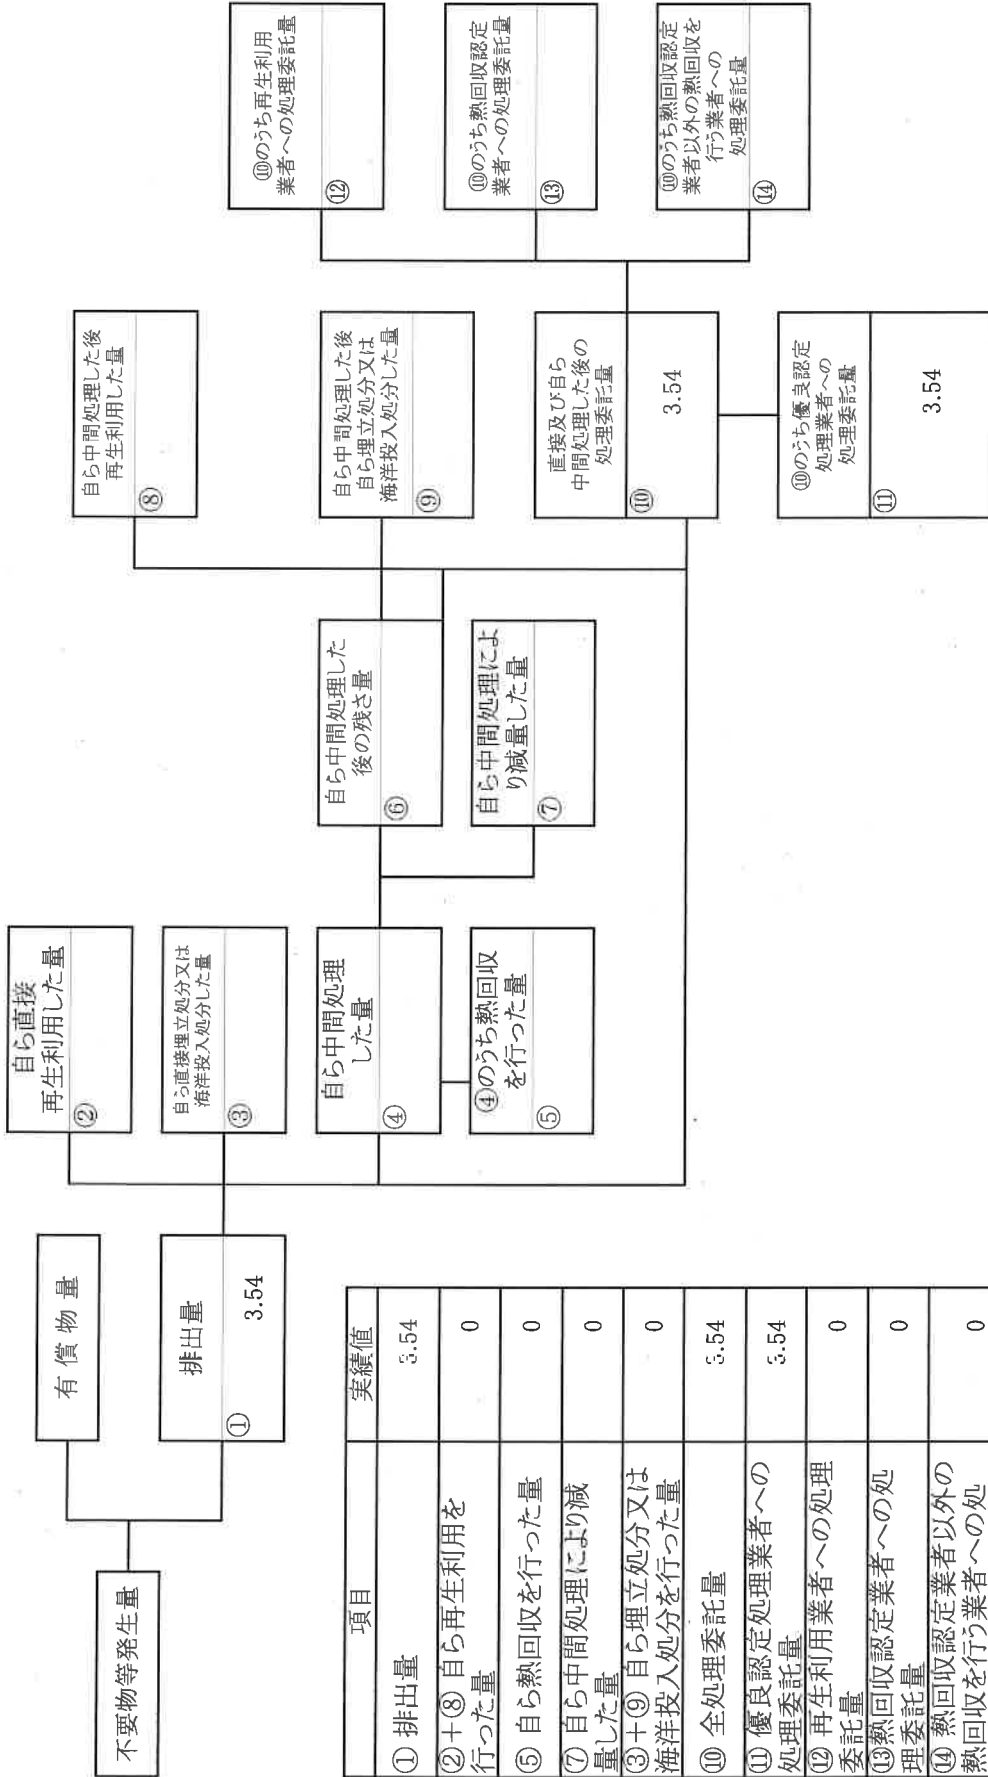 不要物等発生量
有償物量
排出量
①
3.54
自ら直接
再生利用した量
②
自ら直接埋立処分又は
海洋投入処分した量
③
自ら中間処理
した量
④
④のうち熱回収
を行った量
⑤
自ら中間処理した
後の残さ量
⑥
自ら中間処理によ
り減量した量
⑦
自ら中間処理した後
再生利用した量
⑧
自ら中間処理した後
自ら埋立処分又は
海洋投入処分した量
⑨
直接及び自ら
中間処理した後の
処理委託量
⑩
3.54
⑩のうち優良認定
処理業者への
処理委託量
⑪
3.54
⑩のうち再生利用
業者への処理委託量
⑫
⑩のうち熱回収認定
業者への処理委託量
⑬
⑩のうち熱回収認定
業者以外の熱回収を
行う業者への
処理委託量
⑭
項目 実績値
①排出量 3.54
②+⑧自ら再生利用を
行った量 0
⑤自ら熱回収を行った量 0
⑦自ら中間処理により減
量した量 0
③+⑨自ら埋立処分又は
海洋投入処分を行った量 0
⑩全処理委託量 3.54
⑪優良認定処理業者への
処理委託量 3.54
⑫再生利用業者への処理
委託量 0
⑬熱回収認定業者への処
理委託量 0
⑭熱回収認定業者以外の
熱回収を行う業者への処 0